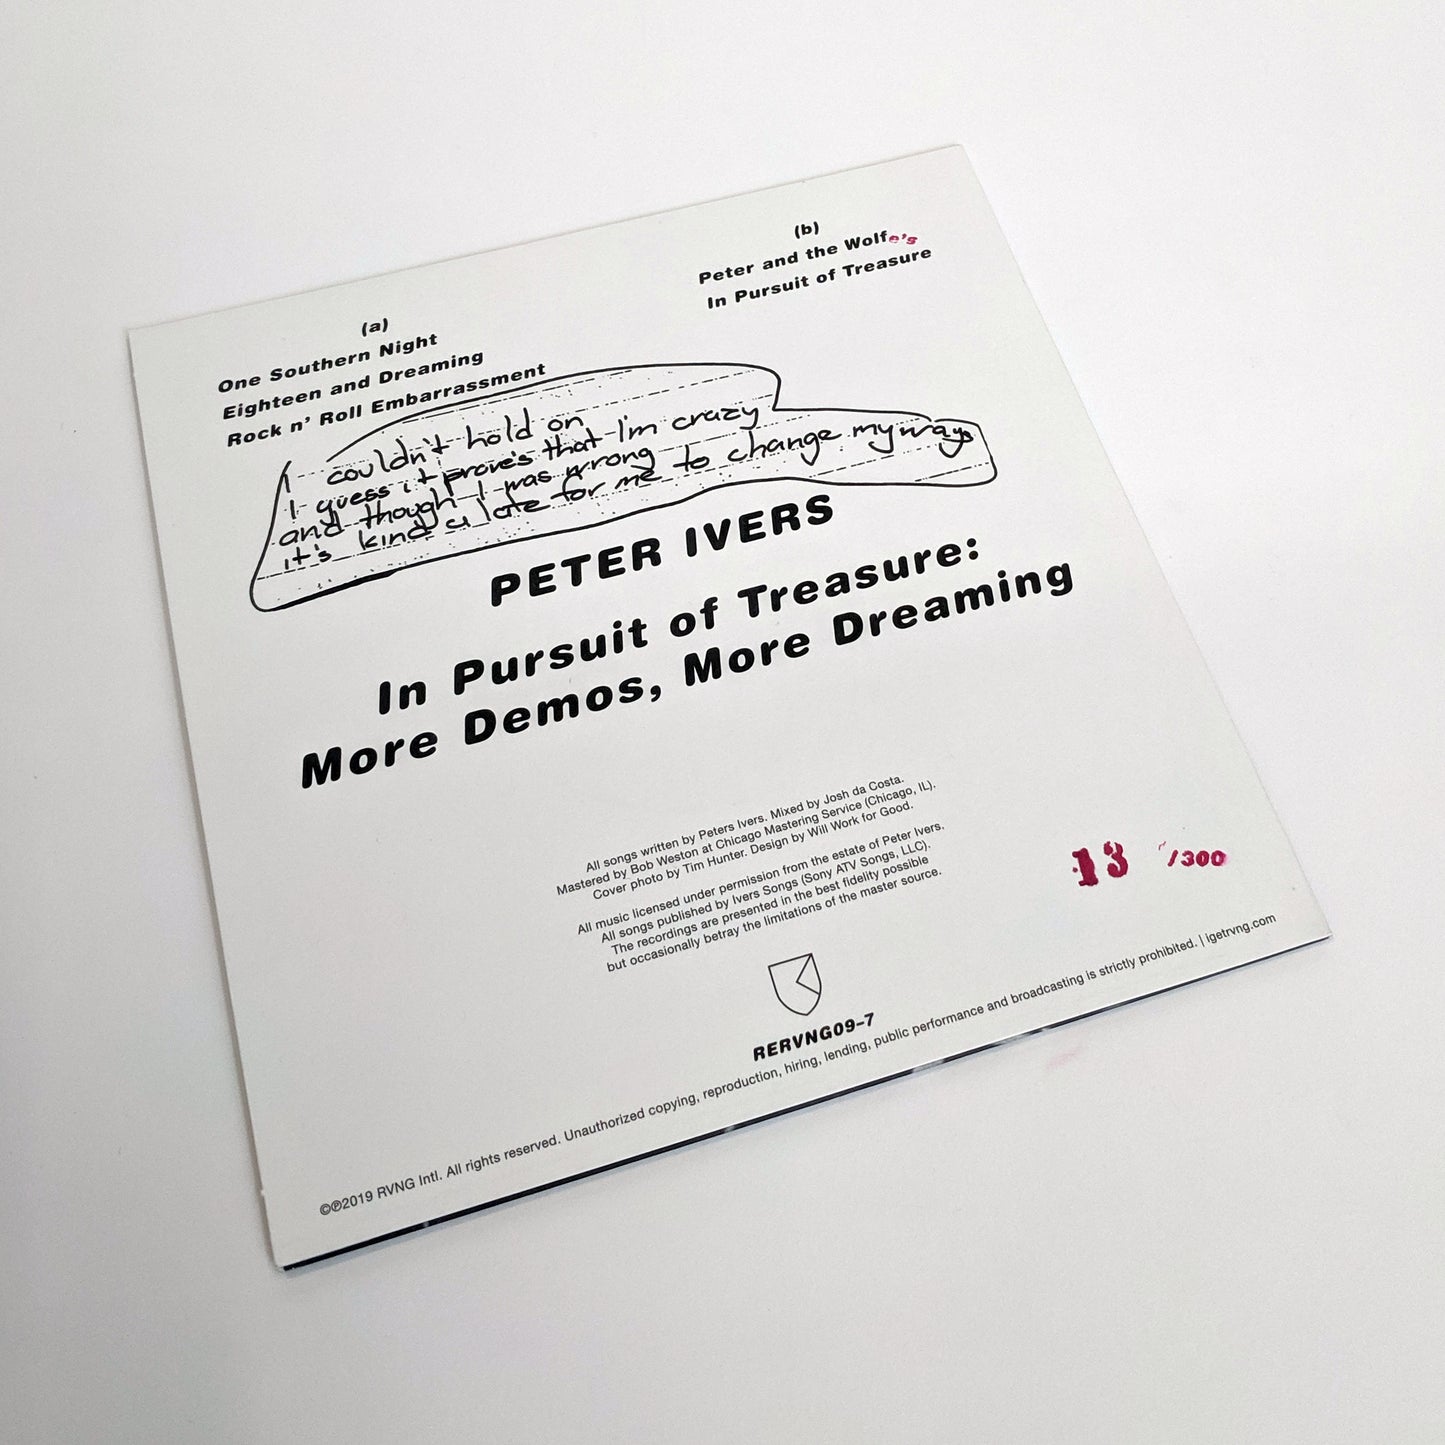 (a)
One Southern Night
Eighteen and Dreaming
Rock n' Roll Embarrassment
(b)
Peter and the Wolfe's
In Pursuit of Treasure
I couldn't hold on
I guess it prove's that I'm crazy
and though I was wrong
it's kind a late for me to change my ways
PETER IVERS
In Pursuit of Treasure:
More Demos, More Dreaming
All songs written by Peters Ivers. Mixed by Josh da Costa.
Mastered by Bob Weston at Chicago Mastering Service (Chicago, IL).
Cover photo by Tim Hunter. Design by Will Work for Good.
All music licensed under permission from the estate of Peter Ivers.
All songs published by Ivers Songs (Sony ATV Songs, LLC).
The recordings are presented in the best fidelity possible
but occasionally betray the limitations of the master source.
13 /300
RERVNG09–7
©℗2019 RVNG Intl. All rights reserved. Unauthorized copying, reproduction, hiring, lending, public performance and broadcasting is strictly prohibited. | igetrvng.com